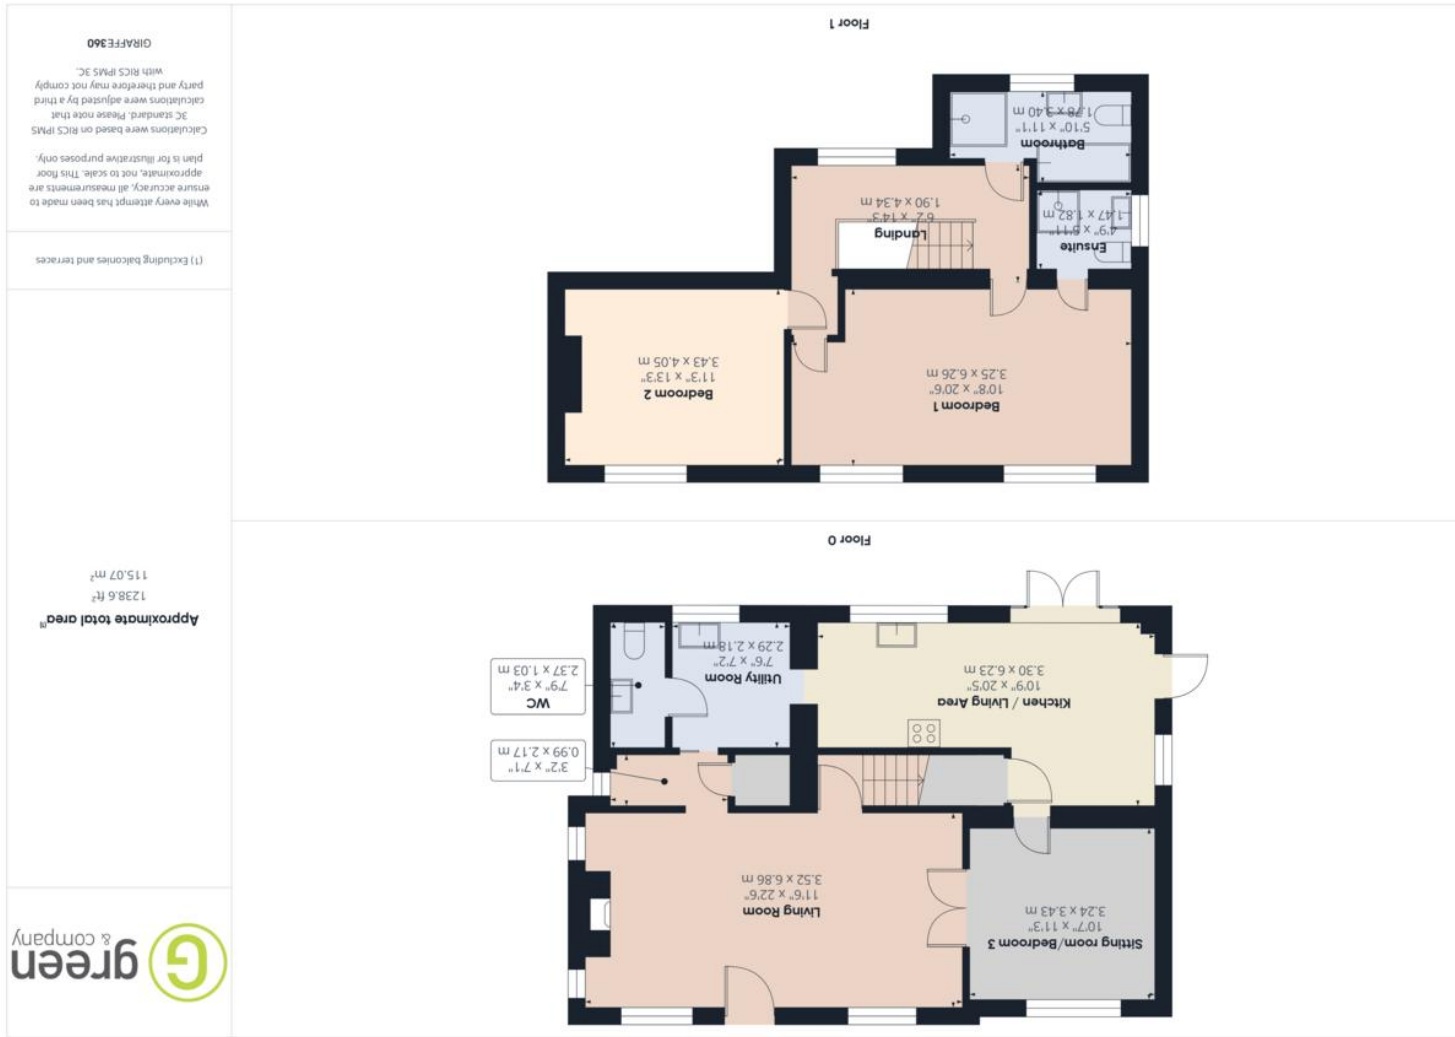 Sitting room/Bedroom 3
10'7" x 11'3"
3.24 x 3.43 m
Living Room
11'6" x 22'6"
3.52 x 6.86 m
3'2" x 7'1"
0.99 x 2.17 m
Kitchen / Living Area
10'9" x 20'5"
3.30 x 6.23 m
Utility Room
7'6" x 7'2"
2.29 x 2.18 m
WC
7'9" x 3'4"
2.37 x 1.03 m
Floor 0
Bedroom 1
10'8" x 20'6"
3.25 x 6.26 m
Bedroom 2
11'3" x 13'3"
3.43 x 4.05 m
Ensuite
4'9" x 5'11"
1.47 x 1.82 m
Landing
6'2" x 14'3"
1.90 x 4.34 m
Bathroom
5'10" x 11'1"
1.78 x 3.40 m
Floor 1
G green
& company
Approximate total area(1)
1238.6 ft²
115.07 m²
(1) Excluding balconies and terraces
While every attempt has been made to
ensure accuracy, all measurements are
approximate, not to scale. This floor
plan is for illustrative purposes only.
Calculations were based on RICS IPMS
3C standard. Please note that
calculations were adjusted by a third
party and therefore may not comply
with RICS IPMS 3C.
GIRAFFE360